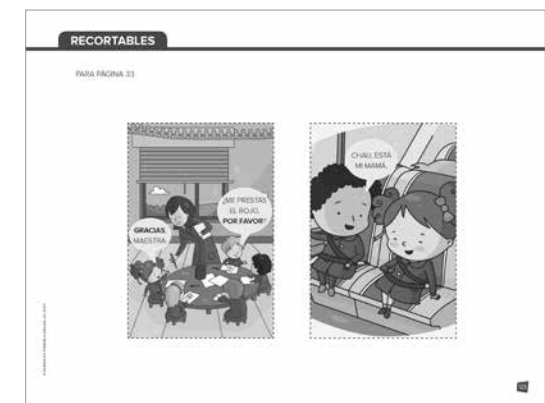 RECORTABLES
PARA PÁGINA 33
GRACIAS,
MAESTRA.
¿ME PRESTÁS
EL ROJO,
POR FAVOR?
CHAU, ESTÁ
MI MAMÁ.